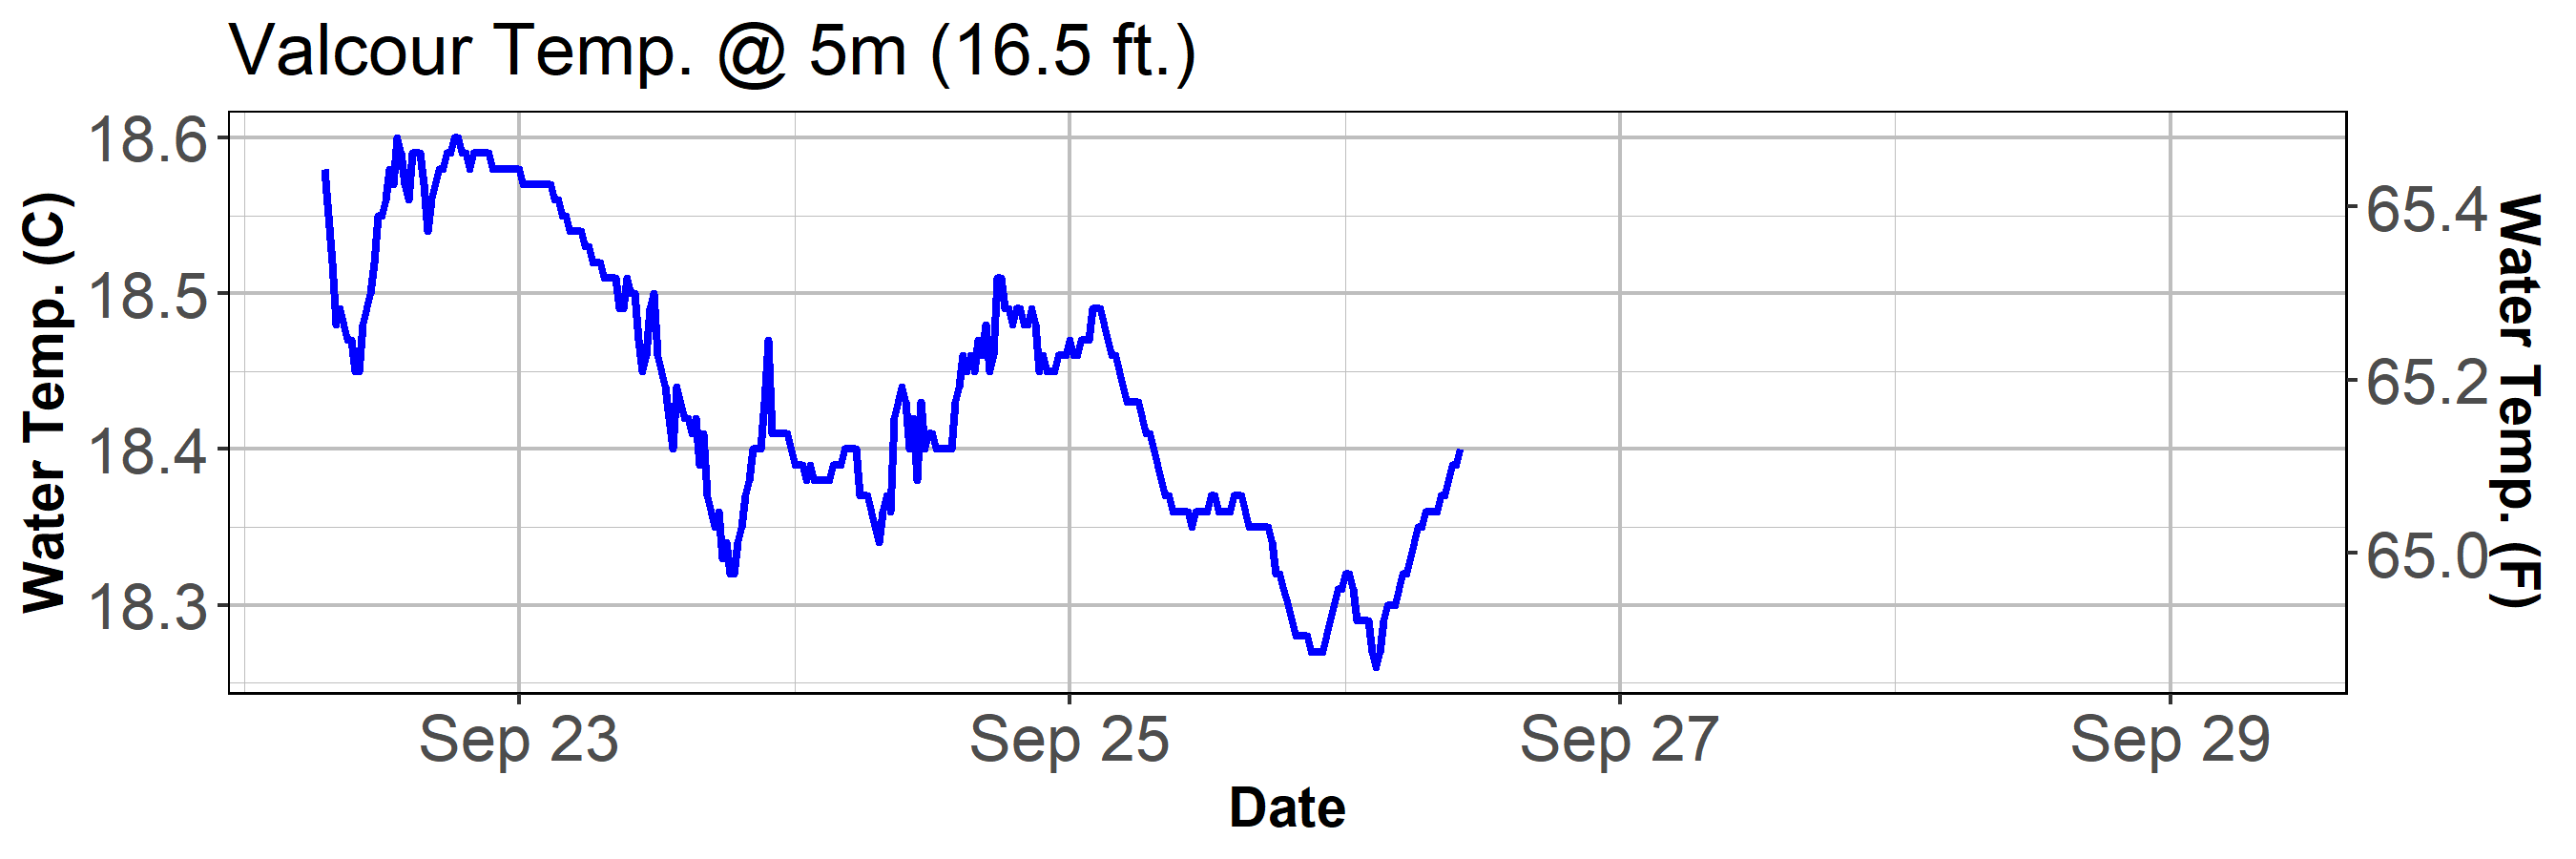 Valcour Temp. @ 5m (16.5 ft.)
Water Temp. (C)
18.6
18.5
18.4
18.3
65.4
65.2
65.0
Water Temp. (F)
Sep 23
Sep 25
Sep 27
Sep 29
Date